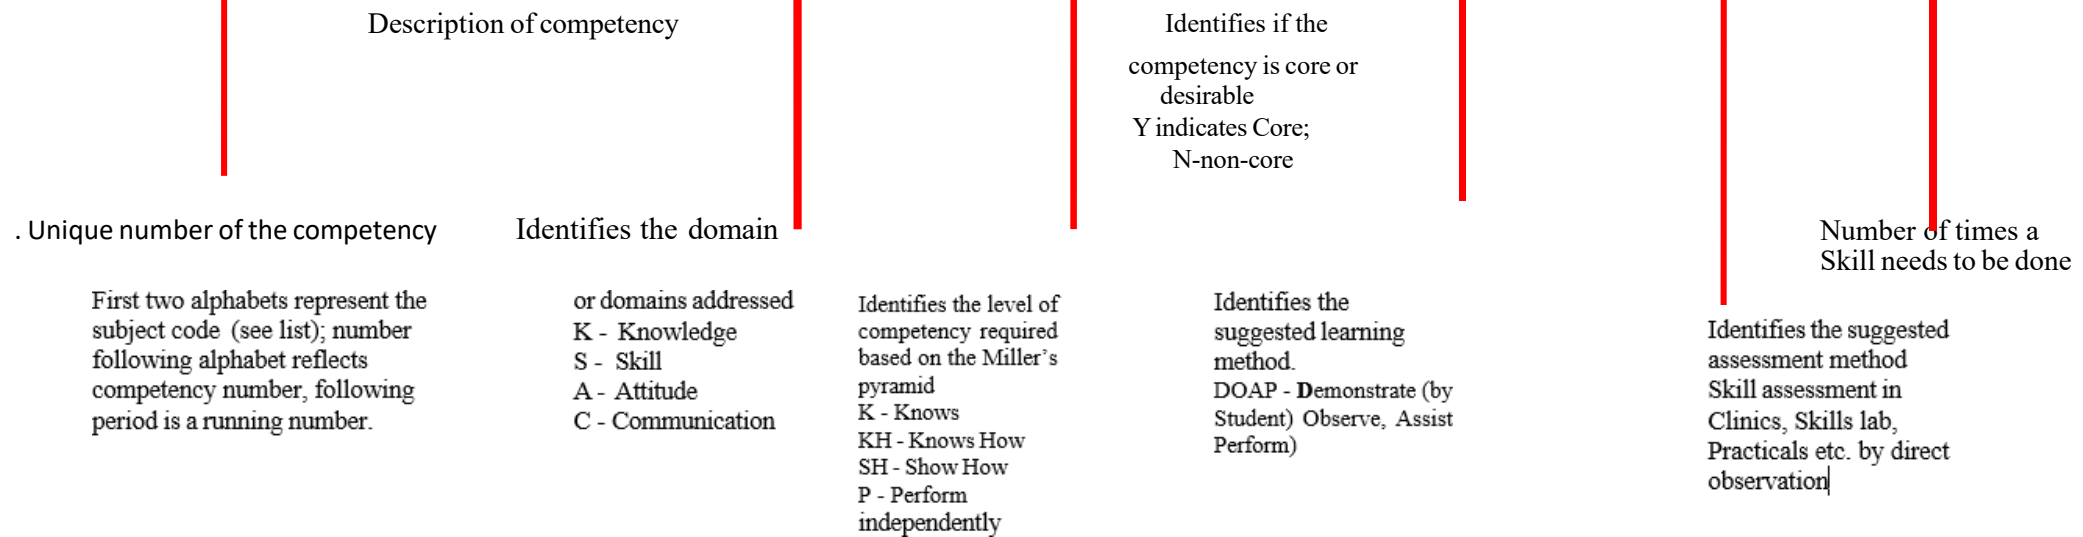 Description of competency
Identifies if the
competency is core or
desirable
Y indicates Core;
N-non-core
. Unique number of the competency
First two alphabets represent the
subject code (see list); number
following alphabet reflects
competency number, following
period is a running number.
Identifies the domain
or domains addressed
K - Knowledge
S - Skill
A - Attitude
C - Communication
Identifies the level of
competency required
based on the Miller's
pyramid
K - Knows
KH - Knows How
SH - Show How
P - Perform
independently
Identifies the
suggested learning
method.
DOAP - Demonstrate (by
Student) Observe, Assist
Perform)
Identifies the suggested
assessment method
Skill assessment in
Clinics, Skills lab,
Practicals etc. by direct
observation
Number of times a
Skill needs to be done